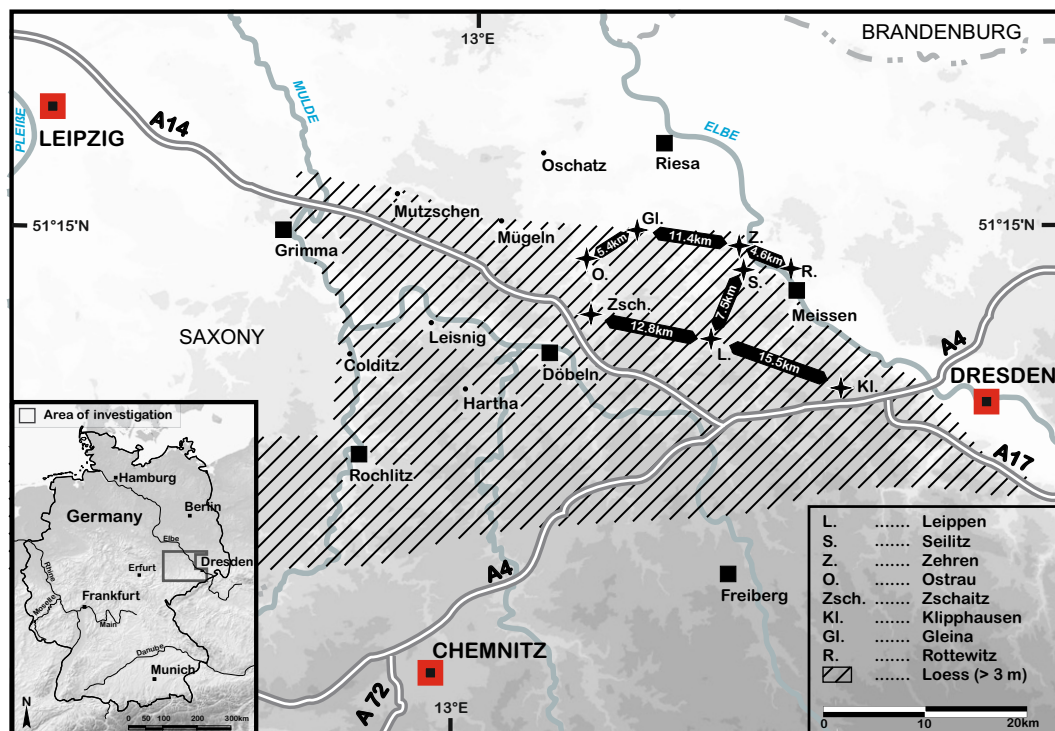 13°E
BRANDENBURG
PLEIßE
LEIPZIG
A14
MULDE
ELBE
Oschatz
Riesa
51°15'N
51°15'N
Mutzschen
Mügeln
Grimma
Gl.
5.4km
11.4km
Z.
4.6km
O.
R.
S.
Meissen
SAXONY
Zsch.
7.5km
12.8km
L.
15.5km
Kl.
Leisnig
Colditz
Döbeln
Hartha
A4
DRESDEN
A17
Rochlitz
A4
Freiberg
CHEMNITZ
A 72
13°E
Area of investigation
Hamburg
Berlin
Germany
Elbe
Dresden
Erfurt
Rhine
Moselle
Frankfurt
Main
Danube
Munich
N
0 50 100 200 300km
L. ....... Leippen
S. ....... Seilitz
Z. ....... Zehren
O. ....... Ostrau
Zsch. ....... Zschaitz
Kl. ....... Klipphausen
Gl. ....... Gleina
R. ....... Rottewitz
....... Loess (> 3 m)
0 10 20km